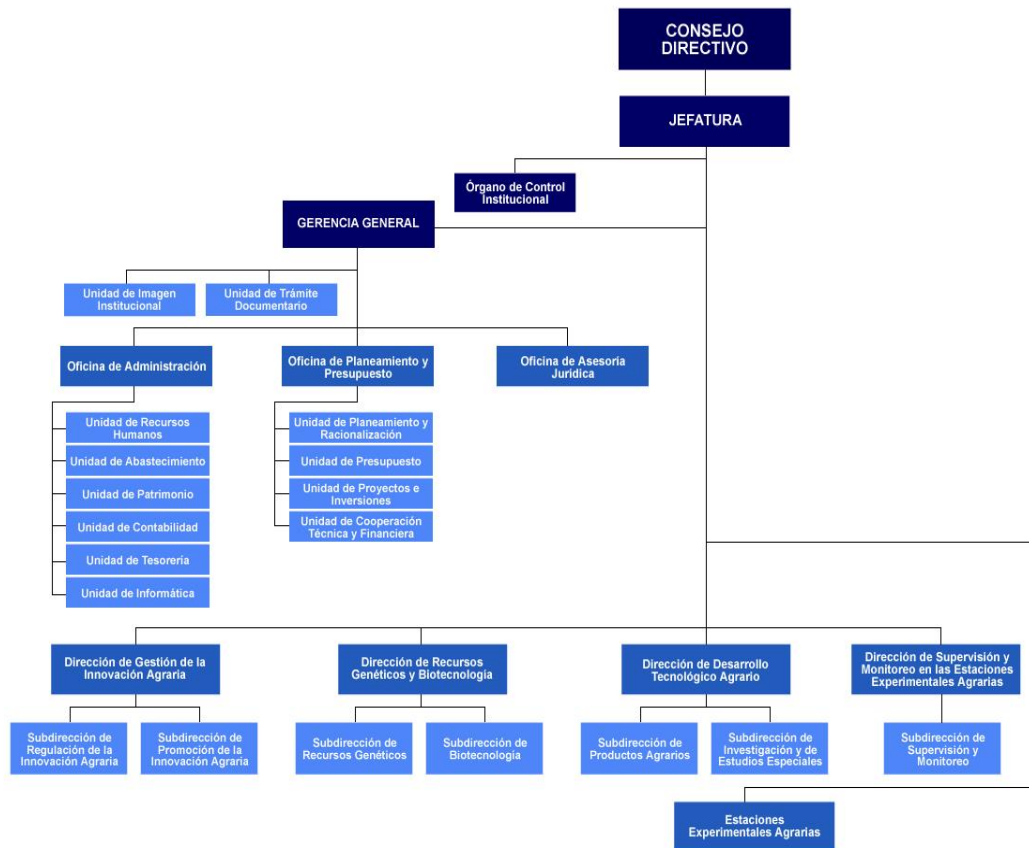 CONSEJO
DIRECTIVO
JEFATURA
Órgano de Control
Institucional
GERENCIA GENERAL
Unidad de Imagen
Institucional
Unidad de Trámite
Documentario
Oficina de Administración
Oficina de Planeamiento y
Presupuesto
Oficina de Asesoría
Juridica
Unidad de Recursos
Humanos
Unidad de Abastecimiento
Unidad de Patrimonio
Unidad de Contabilidad
Unidad de Tesorería
Unidad de Informática
Unidad de Planeamiento y
Racionalización
Unidad de Presupuesto
Unidad de Proyectos e
Inversiones
Unidad de Cooperación
Técnica y Financiera
Dirección de Gestión de la
Innovación Agraria
Dirección de Recursos
Genéticos y Biotecnología
Dirección de Desarrollo
Tecnológico Agrario
Dirección de Supervisión y
Monitoreo en las Estaciones
Experimentales Agrarias
Subdirección de
Regulación de la
Innovación Agraria
Subdirección de
Promoción de la
Innovación Agraria
Subdirección de
Recursos Genéticos
Subdirección de
Biotecnología
Subdirección de
Productos Agrarios
Subdirección de
Investigación y de
Estudios Especiales
Subdirección de
Supervisión y
Monitoreo
Estaciones
Experimentales Agrarias